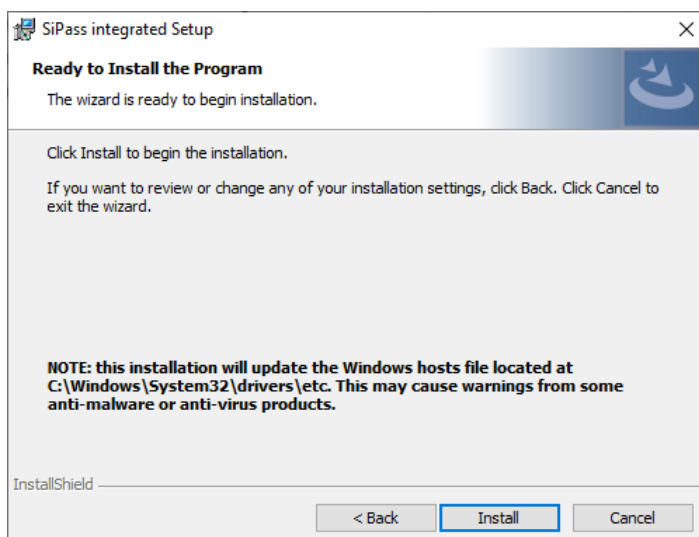 SiPass integrated Setup
Ready to Install the Program
The wizard is ready to begin installation.
Click Install to begin the installation.
If you want to review or change any of your installation settings, click Back. Click Cancel to
exit the wizard.
NOTE: this installation will update the Windows hosts file located at
C:\Windows\System32\drivers\etc. This may cause warnings from some
anti-malware or anti-virus products.
InstallShield
< Back
Install
Cancel